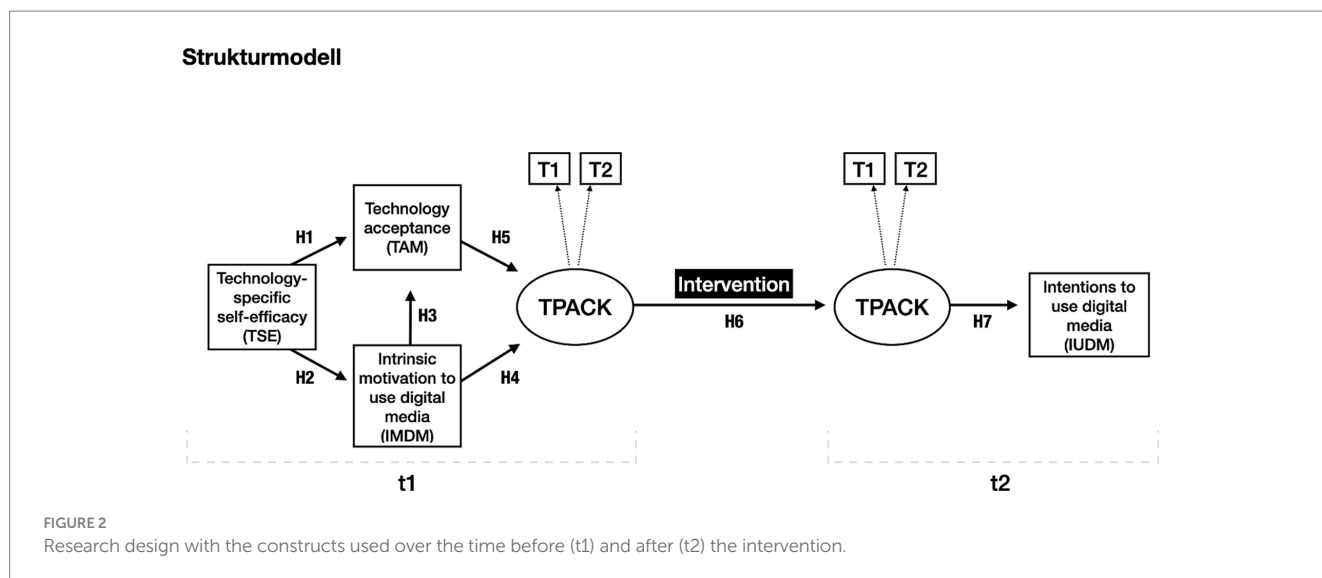 Strukturmodell
T1 T2
T1 T2
Technology
acceptance
(TAM)
H1
H5
Technology-
specific
self-efficacy
(TSE)
H3
TPACK
Intervention
H6
TPACK
H7
Intentions to
use digital
media
(IUDM)
H2
Intrinsic
motivation to
use digital
media
(IMDM)
H4
t1
t2
FIGURE 2
Research design with the constructs used over the time before (t1) and after (t2) the intervention.